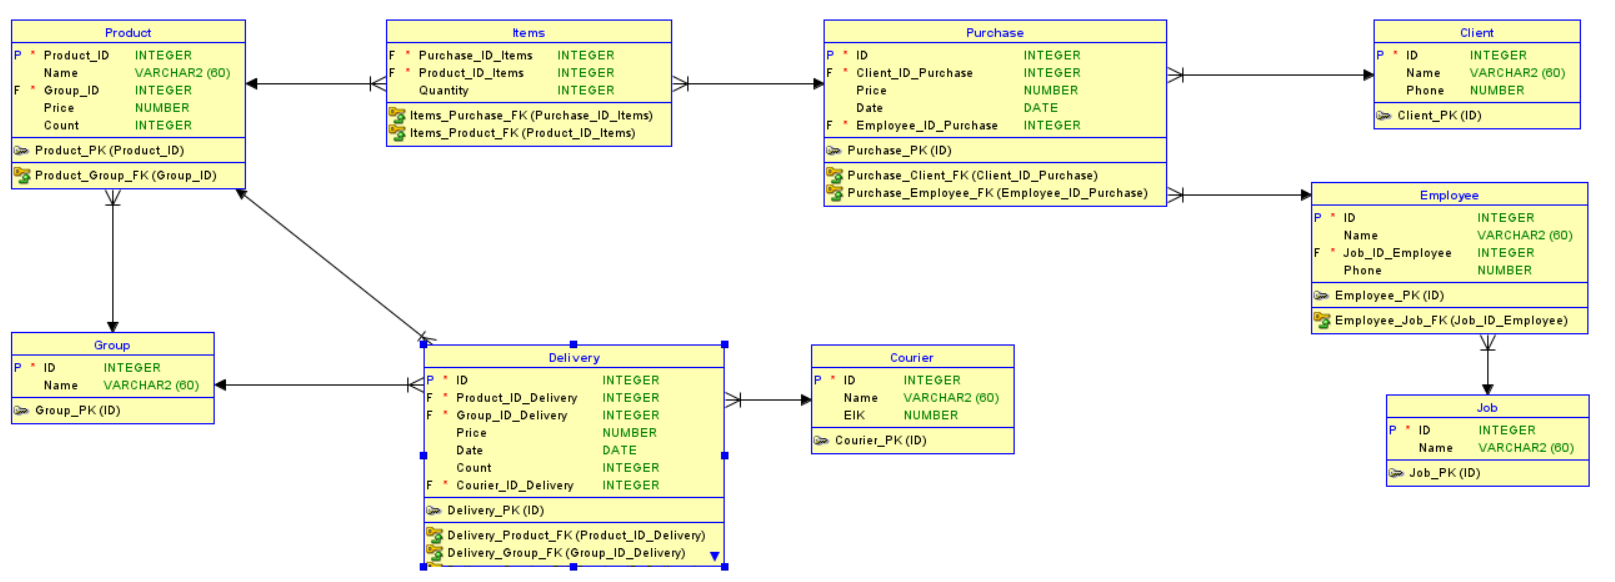 Product
P * Product_ID INTEGER
Name VARCHAR2 (60)
F * Group_ID INTEGER
Price NUMBER
Count INTEGER
Product_PK (Product_ID)
Product_Group_FK (Group_ID)
Items
F * Purchase_ID_Items INTEGER
F * Product_ID_Items INTEGER
Quantity INTEGER
Items_Purchase_FK (Purchase_ID_Items)
Items_Product_FK (Product_ID_Items)
Purchase
P * ID INTEGER
F * Client_ID_Purchase INTEGER
Price NUMBER
Date DATE
F * Employee_ID_Purchase INTEGER
Purchase_PK (ID)
Purchase_Client_FK (Client_ID_Purchase)
Purchase_Employee_FK (Employee_ID_Purchase)
Client
P * ID INTEGER
Name VARCHAR2 (60)
Phone NUMBER
Client_PK (ID)
Employee
P * ID INTEGER
Name VARCHAR2 (60)
F * Job_ID_Employee INTEGER
Phone NUMBER
Employee_PK (ID)
Employee_Job_FK (Job_ID_Employee)
Group
P * ID INTEGER
Name VARCHAR2 (60)
Group_PK (ID)
Delivery
P * ID INTEGER
F * Product_ID_Delivery INTEGER
F * Group_ID_Delivery INTEGER
Price NUMBER
Date DATE
Count INTEGER
F * Courier_ID_Delivery INTEGER
Delivery_PK (ID)
Delivery_Product_FK (Product_ID_Delivery)
Delivery_Group_FK (Group_ID_Delivery)
Courier
P * ID INTEGER
Name VARCHAR2 (60)
EIK NUMBER
Courier_PK (ID)
Job
P * ID INTEGER
Name VARCHAR2 (60)
Job_PK (ID)